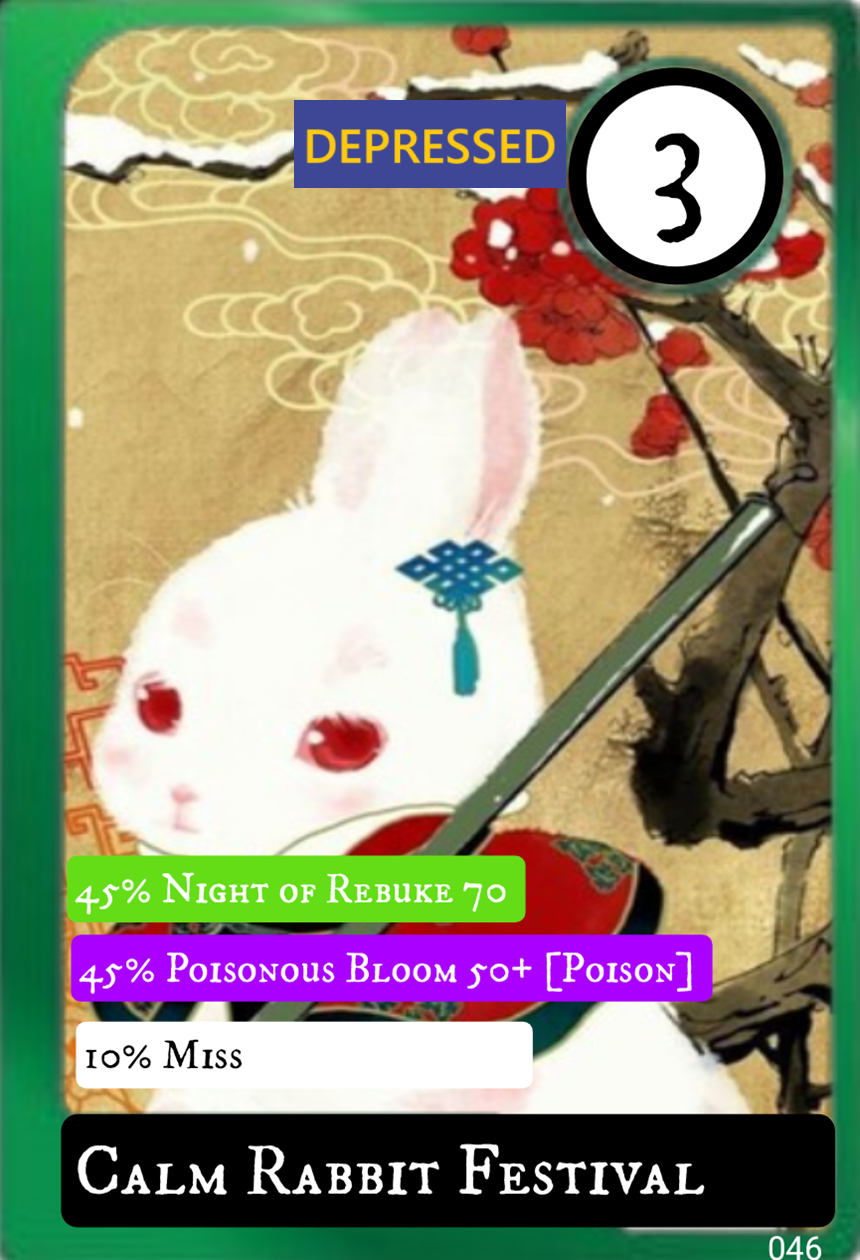 DEPRESSED
3
45% Night of Rebuke 70
45% Poisonous Bloom 50+ [Poison]
10% Miss
Calm Rabbit Festival
046